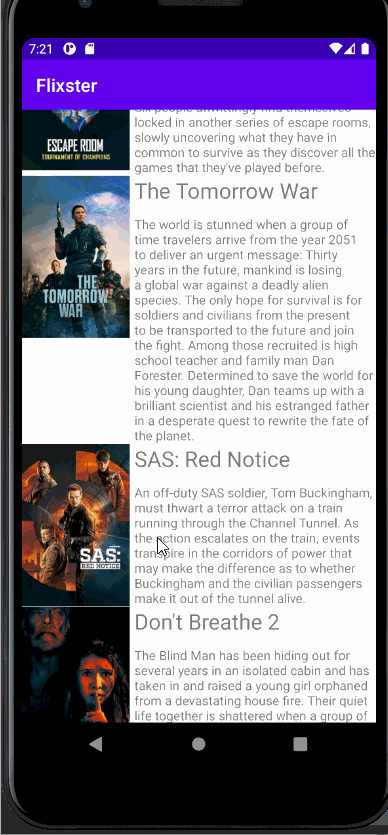 7:21
Flixster
Six people unwittingly find themselves
locked in another series of escape rooms,
slowly uncovering what they have in
common to survive as they discover all the
games that they've played before.
ESCAPE ROOM
TOURNAMENT OF CHAMPIONS
The Tomorrow War
The world is stunned when a group of
time travelers arrive from the year 2051
to deliver an urgent message: Thirty
years in the future, mankind is losing
a global war against a deadly alien
species. The only hope for survival is for
soldiers and civilians from the present
to be transported to the future and join
the fight. Among those recruited is high
school teacher and family man Dan
Forester. Determined to save the world for
his young daughter, Dan teams up with a
brilliant scientist and his estranged father
in a desperate quest to rewrite the fate of
the planet.
THE
TOMORROW
WAR
SAS: Red Notice
An off-duty SAS soldier, Tom Buckingham,
must thwart a terror attack on a train
running through the Channel Tunnel. As
the action escalates on the train, events
transpire in the corridors of power that
may make the difference as to whether
Buckingham and the civilian passengers
make it out of the tunnel alive.
SAS:
RED NOTICE
Don't Breathe 2
The Blind Man has been hiding out for
several years in an isolated cabin and has
taken in and raised a young girl orphaned
from a devastating house fire. Their quiet
life together is shattered when a group of